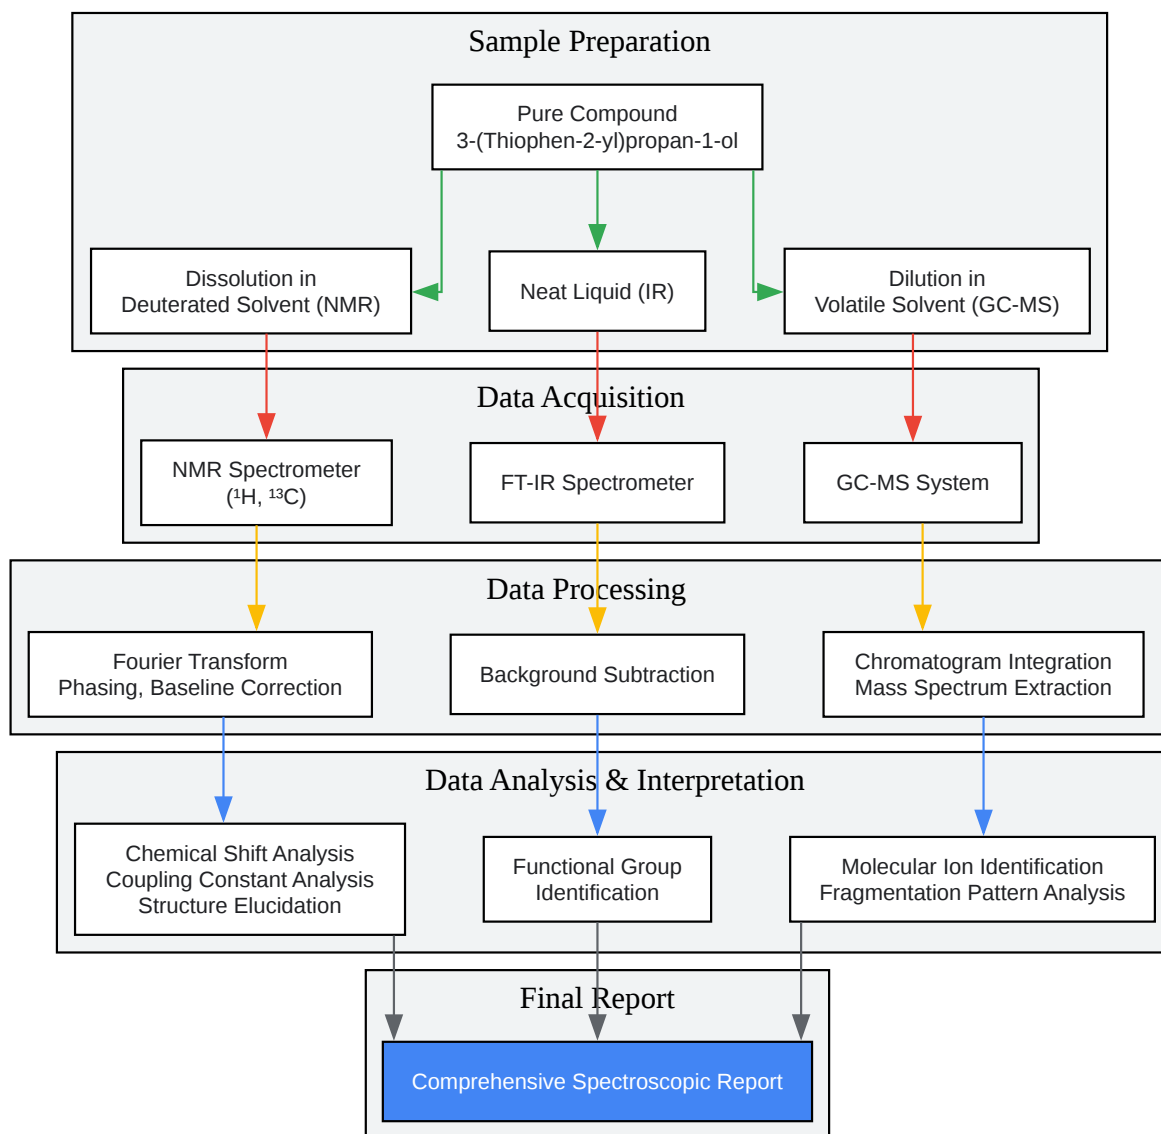 Sample Preparation
Pure Compound
3-(Thiophen-2-yl)propan-1-ol
Dissolution in
Deuterated Solvent (NMR)
Neat Liquid (IR)
Dilution in
Volatile Solvent (GC-MS)
Data Acquisition
NMR Spectrometer
(¹H, ¹³C)
FT-IR Spectrometer
GC-MS System
Data Processing
Fourier Transform
Phasing, Baseline Correction
Background Subtraction
Chromatogram Integration
Mass Spectrum Extraction
Data Analysis & Interpretation
Chemical Shift Analysis
Coupling Constant Analysis
Structure Elucidation
Functional Group
Identification
Molecular Ion Identification
Fragmentation Pattern Analysis
Final Report
Comprehensive Spectroscopic Report